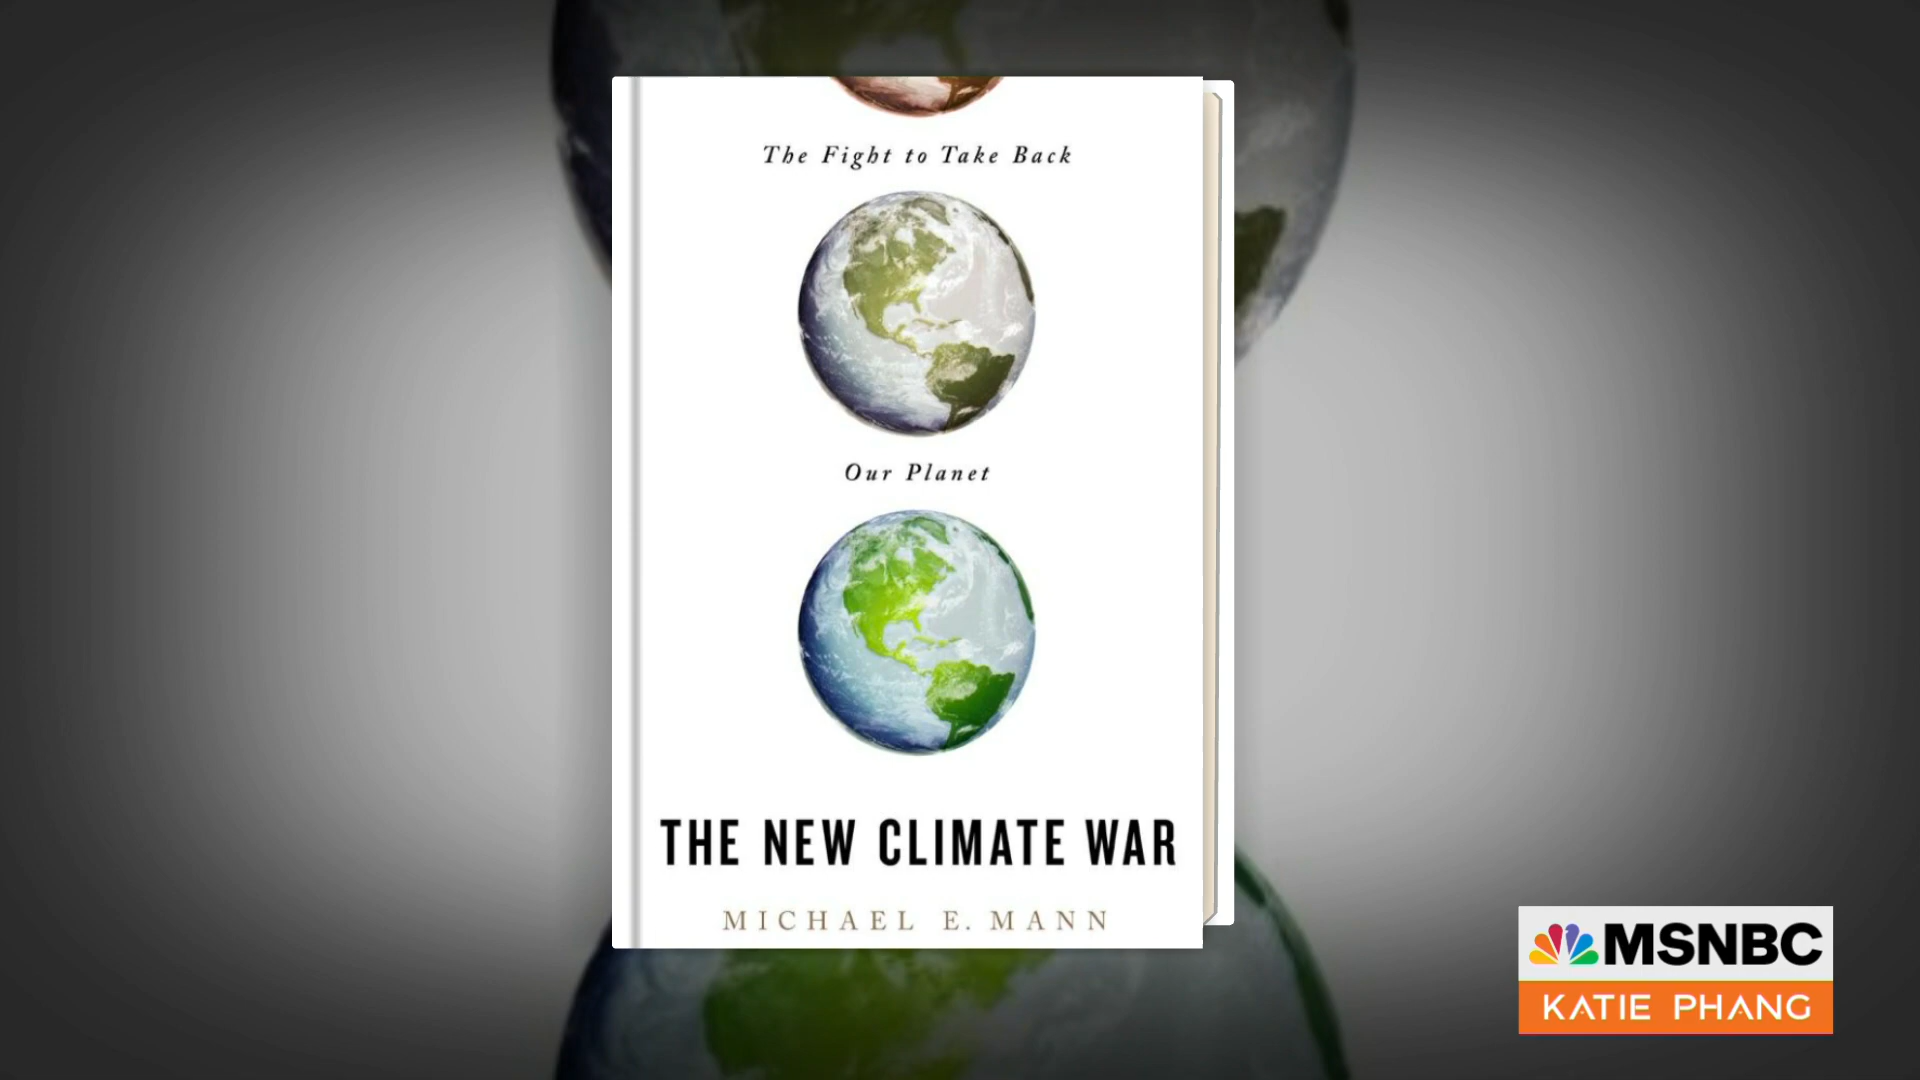 The Fight to Take Back
Our Planet
THE NEW CLIMATE WAR
MICHAEL E. MANN
MSNBC
KATIE PHANG